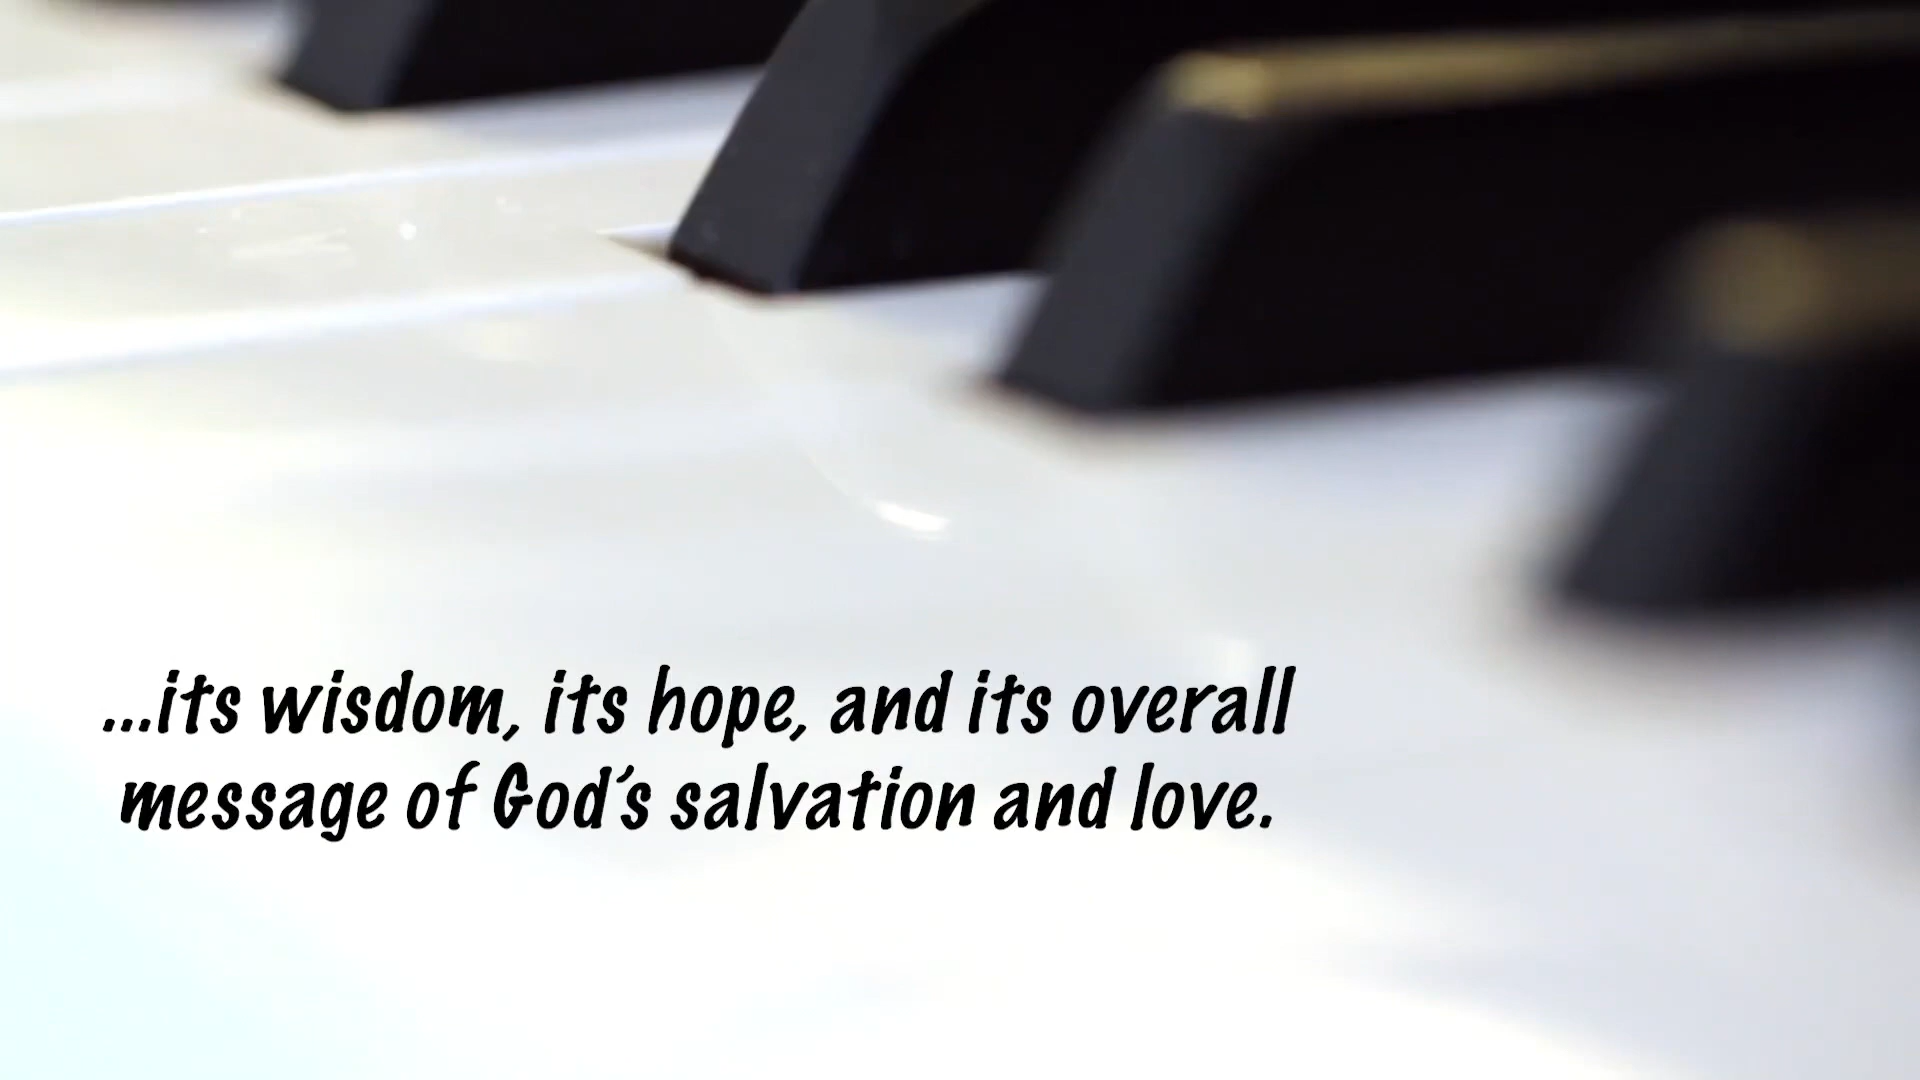 ...its wisdom, its hope, and its overall
message of God's salvation and love.